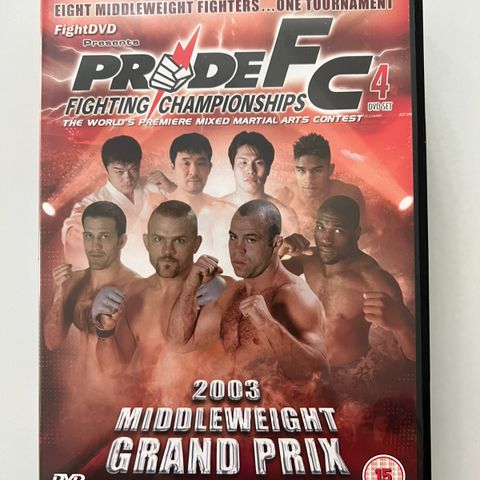 EIGHT MIDDLEWEIGHT FIGHTERS...ONE TOURNAMENT
FightDVD
Presents
PRIDE FC
FIGHTING CHAMPIONSHIPS
4
DVD SET
THE WORLD'S PREMIERE MIXED MARTIAL ARTS CONTEST
2003
MIDDLEWEIGHT
GRAND PRIX
DVD
15